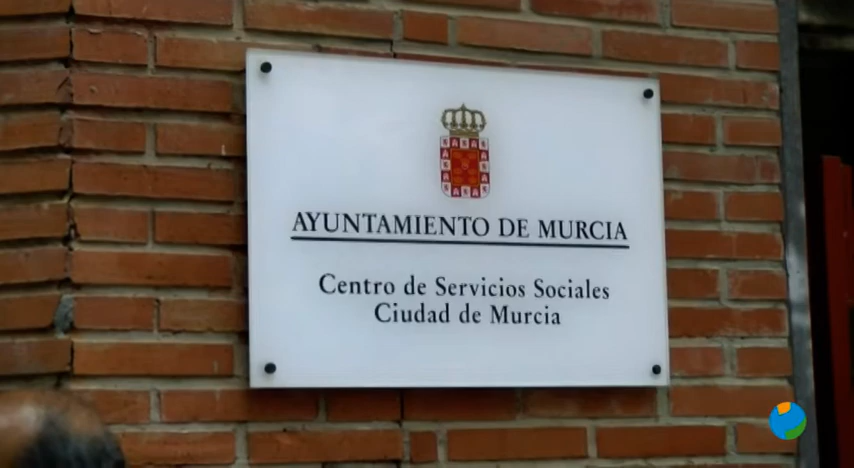 AYUNTAMIENTO DE MURCIA
Centro de Servicios Sociales
Ciudad de Murcia